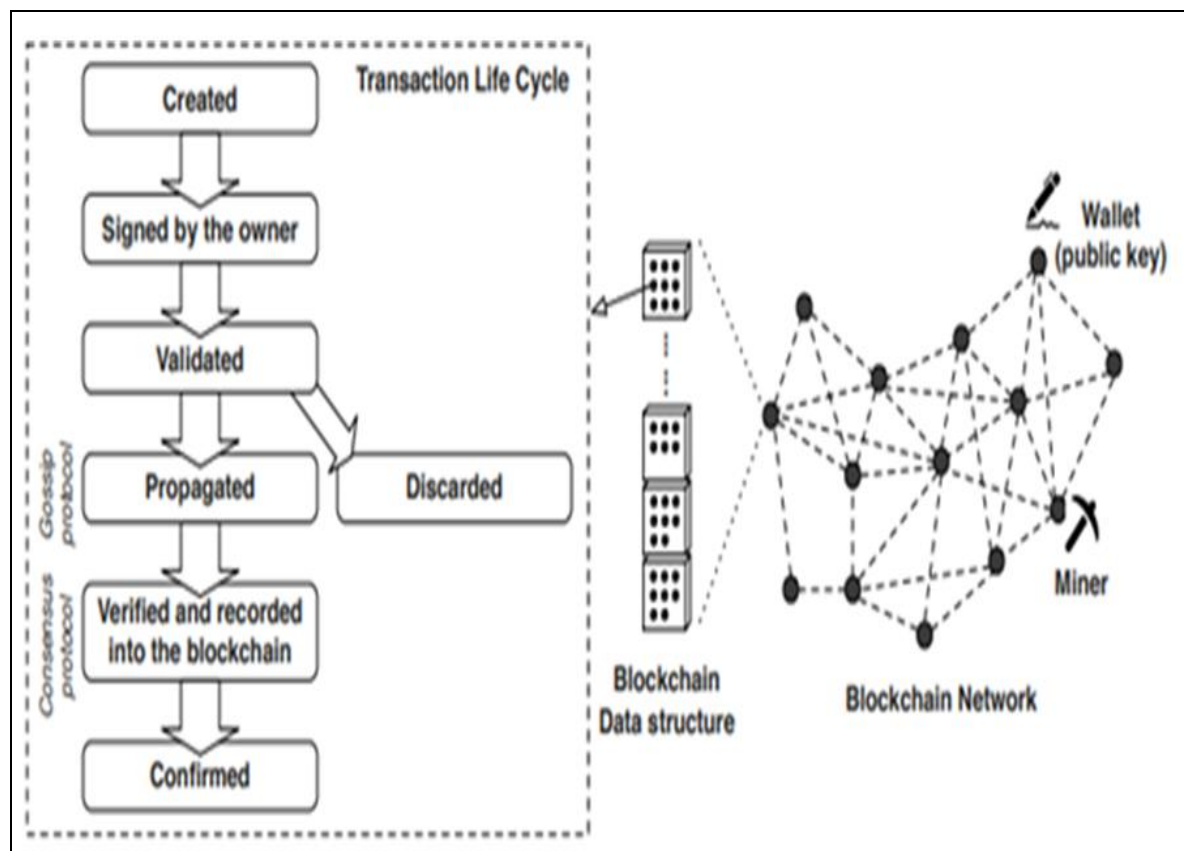 Transaction Life Cycle
Created
Signed by the owner
Validated
Gossip
protocol
Propagated
Discarded
Consensus
protocol
Verified and recorded
into the blockchain
Confirmed
Blockchain
Data structure
Wallet
(public key)
Miner
Blockchain Network